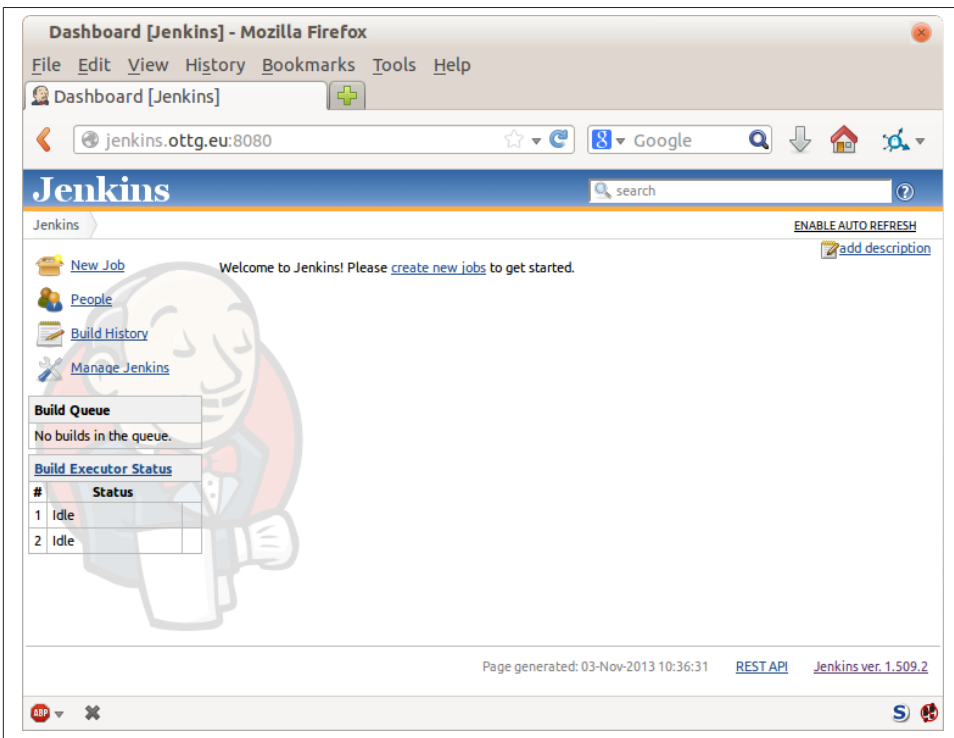 Dashboard [Jenkins] - Mozilla Firefox
File Edit View History Bookmarks Tools Help
Dashboard [Jenkins]
jenkins.ottg.eu:8080
8 Google
Jenkins
search
?
Jenkins
ENABLE AUTO REFRESH
add description
New Job
Welcome to Jenkins! Please create new jobs to get started.
People
Build History
Manage Jenkins
Build Queue
No builds in the queue.
Build Executor Status
# Status
1 Idle
2 Idle
Page generated: 03-Nov-2013 10:36:31 REST API Jenkins ver. 1.509.2
ABP
S